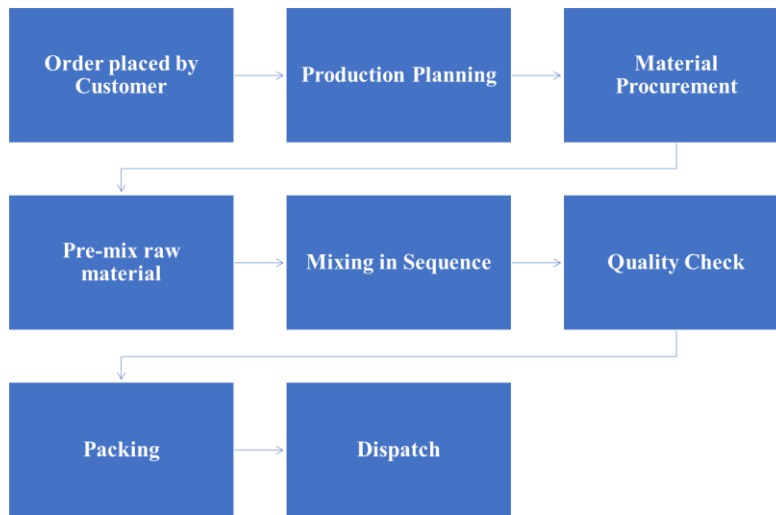 Order placed by
Customer
Production Planning
Material
Procurement
Pre-mix raw
material
Mixing in Sequence
Quality Check
Packing
Dispatch